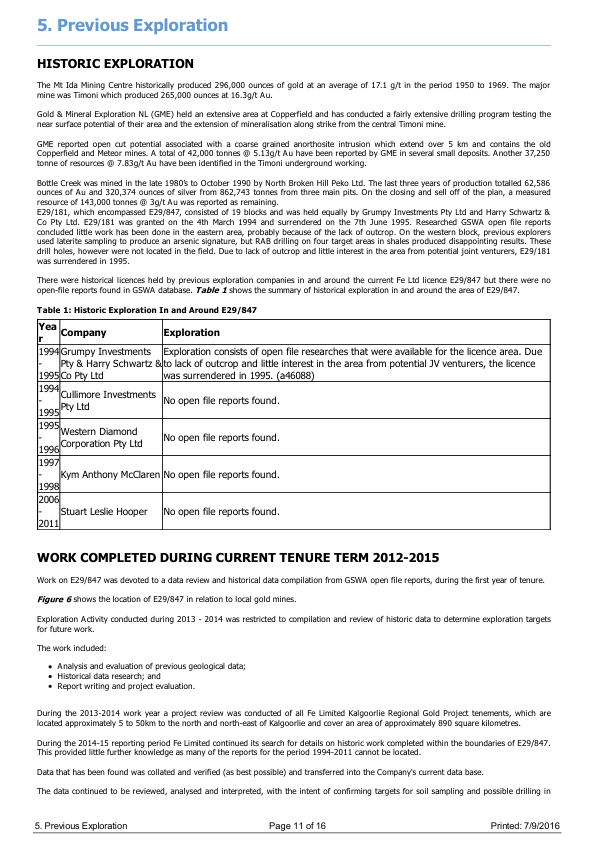 5. Previous Exploration
HISTORIC EXPLORATION
The Mt Ida Mining Centre historically produced 296,000 ounces of gold at an average of 17.1 g/t in the period 1950 to 1969. The major
mine was Timoni which produced 265,000 ounces at 16.3g/t Au.
Gold & Mineral Exploration NL (GME) held an extensive area at Copperfield and has conducted a fairly extensive drilling program testing the
near surface potential of their area and the extension of mineralisation along strike from the central Timoni mine.
GME reported open cut potential associated with a coarse grained anorthosite intrusion which extend over 5 km and contains the old
Copperfield and Meteor mines. A total of 42,000 tonnes @ 5.13g/t Au have been reported by GME in several small deposits. Another 37,250
tonne of resources @ 7.83g/t Au have been identified in the Timoni underground working.
Bottle Creek was mined in the late 1980's to October 1990 by North Broken Hill Peko Ltd. The last three years of production totalled 62,586
ounces of Au and 320,374 ounces of silver from 862,743 tonnes from three main pits. On the closing and sell off of the plan, a measured
resource of 143,000 tonnes @ 3g/t Au was reported as remaining.
E29/181, which encompassed E29/847, consisted of 19 blocks and was held equally by Grumpy Investments Pty Ltd and Harry Schwartz &
Co Pty Ltd. E29/181 was granted on the 4th March 1994 and surrendered on the 7th June 1995. Research GSWA open file reports
concluded little work has been done in the eastern area, probably because of the lack of outcrop. On the western block, previous explorers
used laterite sampling to produce an arsenic signature, but RAB drilling on four target areas in shales produced disappointing results. These
drill holes, however were not located in the field. Due to lack of outcrop and little interest in the area from potential joint venturers, E29/181
was surrendered in 1995.
There were historical licences held by previous exploration companies in and around the current Fe Ltd licence E29/847 but there were no
open-file reports found in GSWA database. Table 1 shows the summary of historical exploration in and around the area of E29/847.
Table 1: Historic Exploration In and Around E29/847
Yea
r
Company
Exploration
1994
-
1995
Grumpy Investments
Pty & Harry Schwartz &
Co Pty Ltd
Exploration consists of open file researches that were available for the licence area. Due
to lack of outcrop and little interest in the area from potential JV venturers, the licence
was surrendered in 1995. (a46088)
1994
-
1995
Cullimore Investments
Pty Ltd
No open file reports found.
1995
-
1996
Western Diamond
Corporation Pty Ltd
No open file reports found.
1997
-
1998
Kym Anthony McClaren
No open file reports found.
2006
-
2011
Stuart Leslie Hooper
No open file reports found.
WORK COMPLETED DURING CURRENT TENURE TERM 2012-2015
Work on E29/847 was devoted to a data review and historical data compilation from GSWA open file reports, during the first year of tenure.
Figure 6 shows the location of E29/847 in relation to local gold mines.
Exploration Activity conducted during 2013 - 2014 was restricted to compilation and review of historic data to determine exploration targets
for future work.
The work included:
• Analysis and evaluation of previous geological data;
• Historical data research; and
• Report writing and project evaluation.
During the 2013-2014 work year a project review was conducted of all Fe Limited Kalgoorlie Regional Gold Project tenements, which are
located approximately 5 to 50km to the north and north-east of Kalgoorlie and cover an area of approximately 890 square kilometres.
During the 2014-15 reporting period Fe Limited continued its search for details on historic work completed within the boundaries of E29/847.
This provided little further knowledge as many of the reports for the period 1994-2011 cannot be located.
Data that has been found was collated and verified (as best possible) and transferred into the Company's current data base.
The data continued to be reviewed, analysed and interpreted, with the intent of confirming targets for soil sampling and possible drilling in
5. Previous Exploration
Page 11 of 16
Printed: 7/9/2016